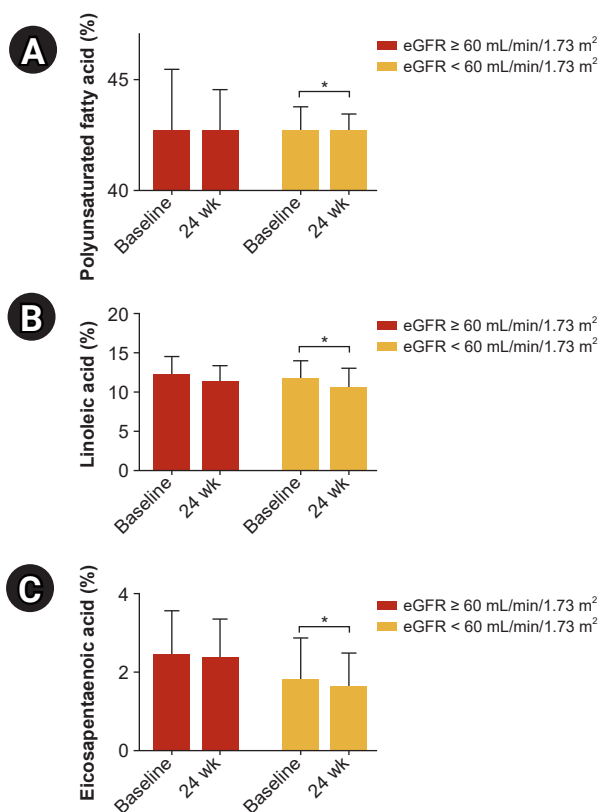 A
Polyunsaturated fatty acid (%)
45
40
eGFR ≥ 60 mL/min/1.73 m²
eGFR < 60 mL/min/1.73 m²
*
Baseline
24 wk
Baseline
24 wk
B
Linoleic acid (%)
20
15
10
5
0
eGFR ≥ 60 mL/min/1.73 m²
eGFR < 60 mL/min/1.73 m²
*
Baseline
24 wk
Baseline
24 wk
C
Eicosapentaenoic acid (%)
4
2
0
eGFR ≥ 60 mL/min/1.73 m²
eGFR < 60 mL/min/1.73 m²
*
Baseline
24 wk
Baseline
24 wk